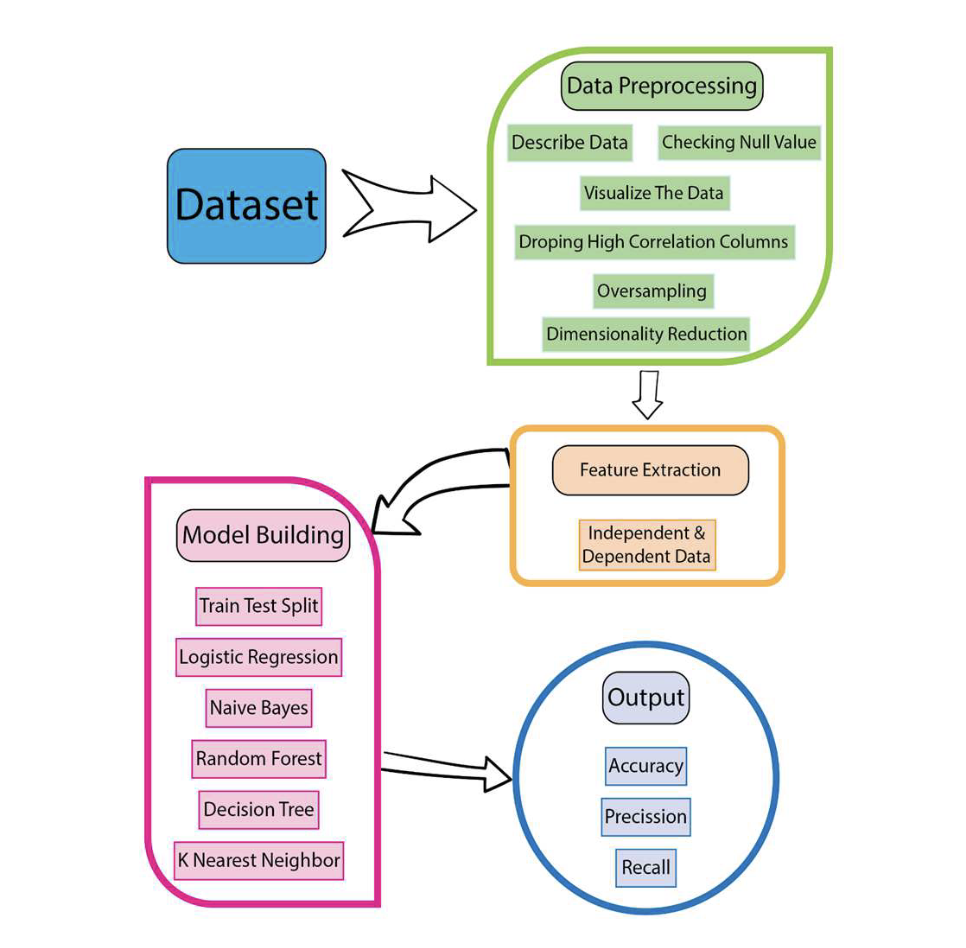 Dataset
Data Preprocessing
Describe Data
Checking Null Value
Visualize The Data
Droping High Correlation Columns
Oversampling
Dimensionality Reduction
Feature Extraction
Independent &
Dependent Data
Model Building
Train Test Split
Logistic Regression
Naive Bayes
Random Forest
Decision Tree
K Nearest Neighbor
Output
Accuracy
Precission
Recall